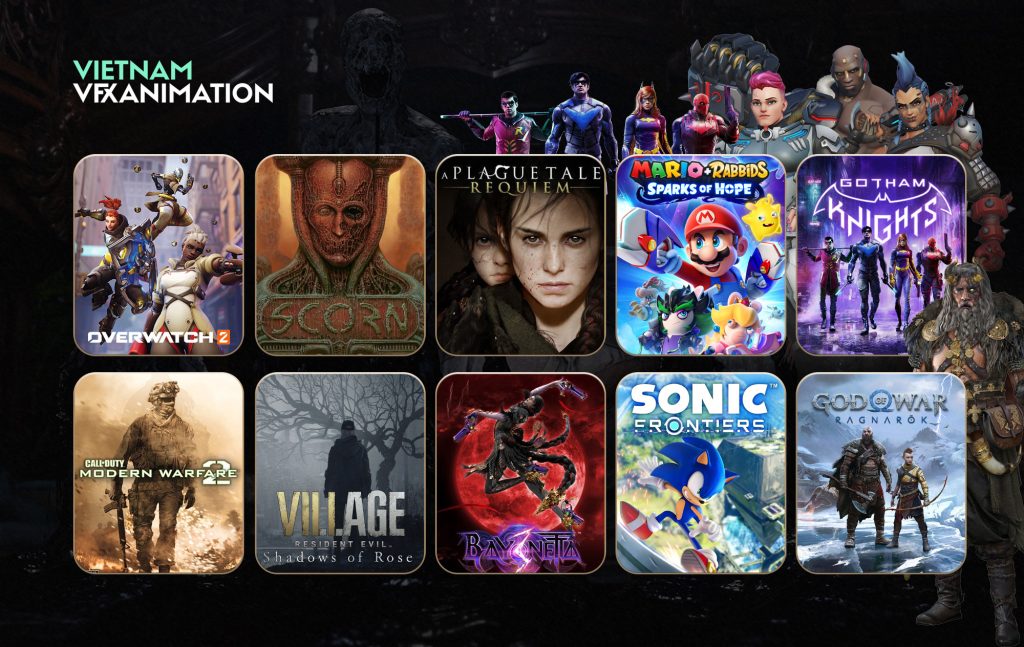 VIETNAM
VFXANIMATION
OVERWATCH 2
SCORN
A PLAGUE TALE
REQUIEM
MARIO + RABBIDS
SPARKS OF HOPE
GOTHAM
KNIGHTS
CALL OF DUTY
MODERN WARFARE
2
VILLAGE
RESIDENT EVIL.
Shadows of Rose
BAYONETTA
3
SONIC
FRONTIERS
GOD OF WAR
RAGNARÖK